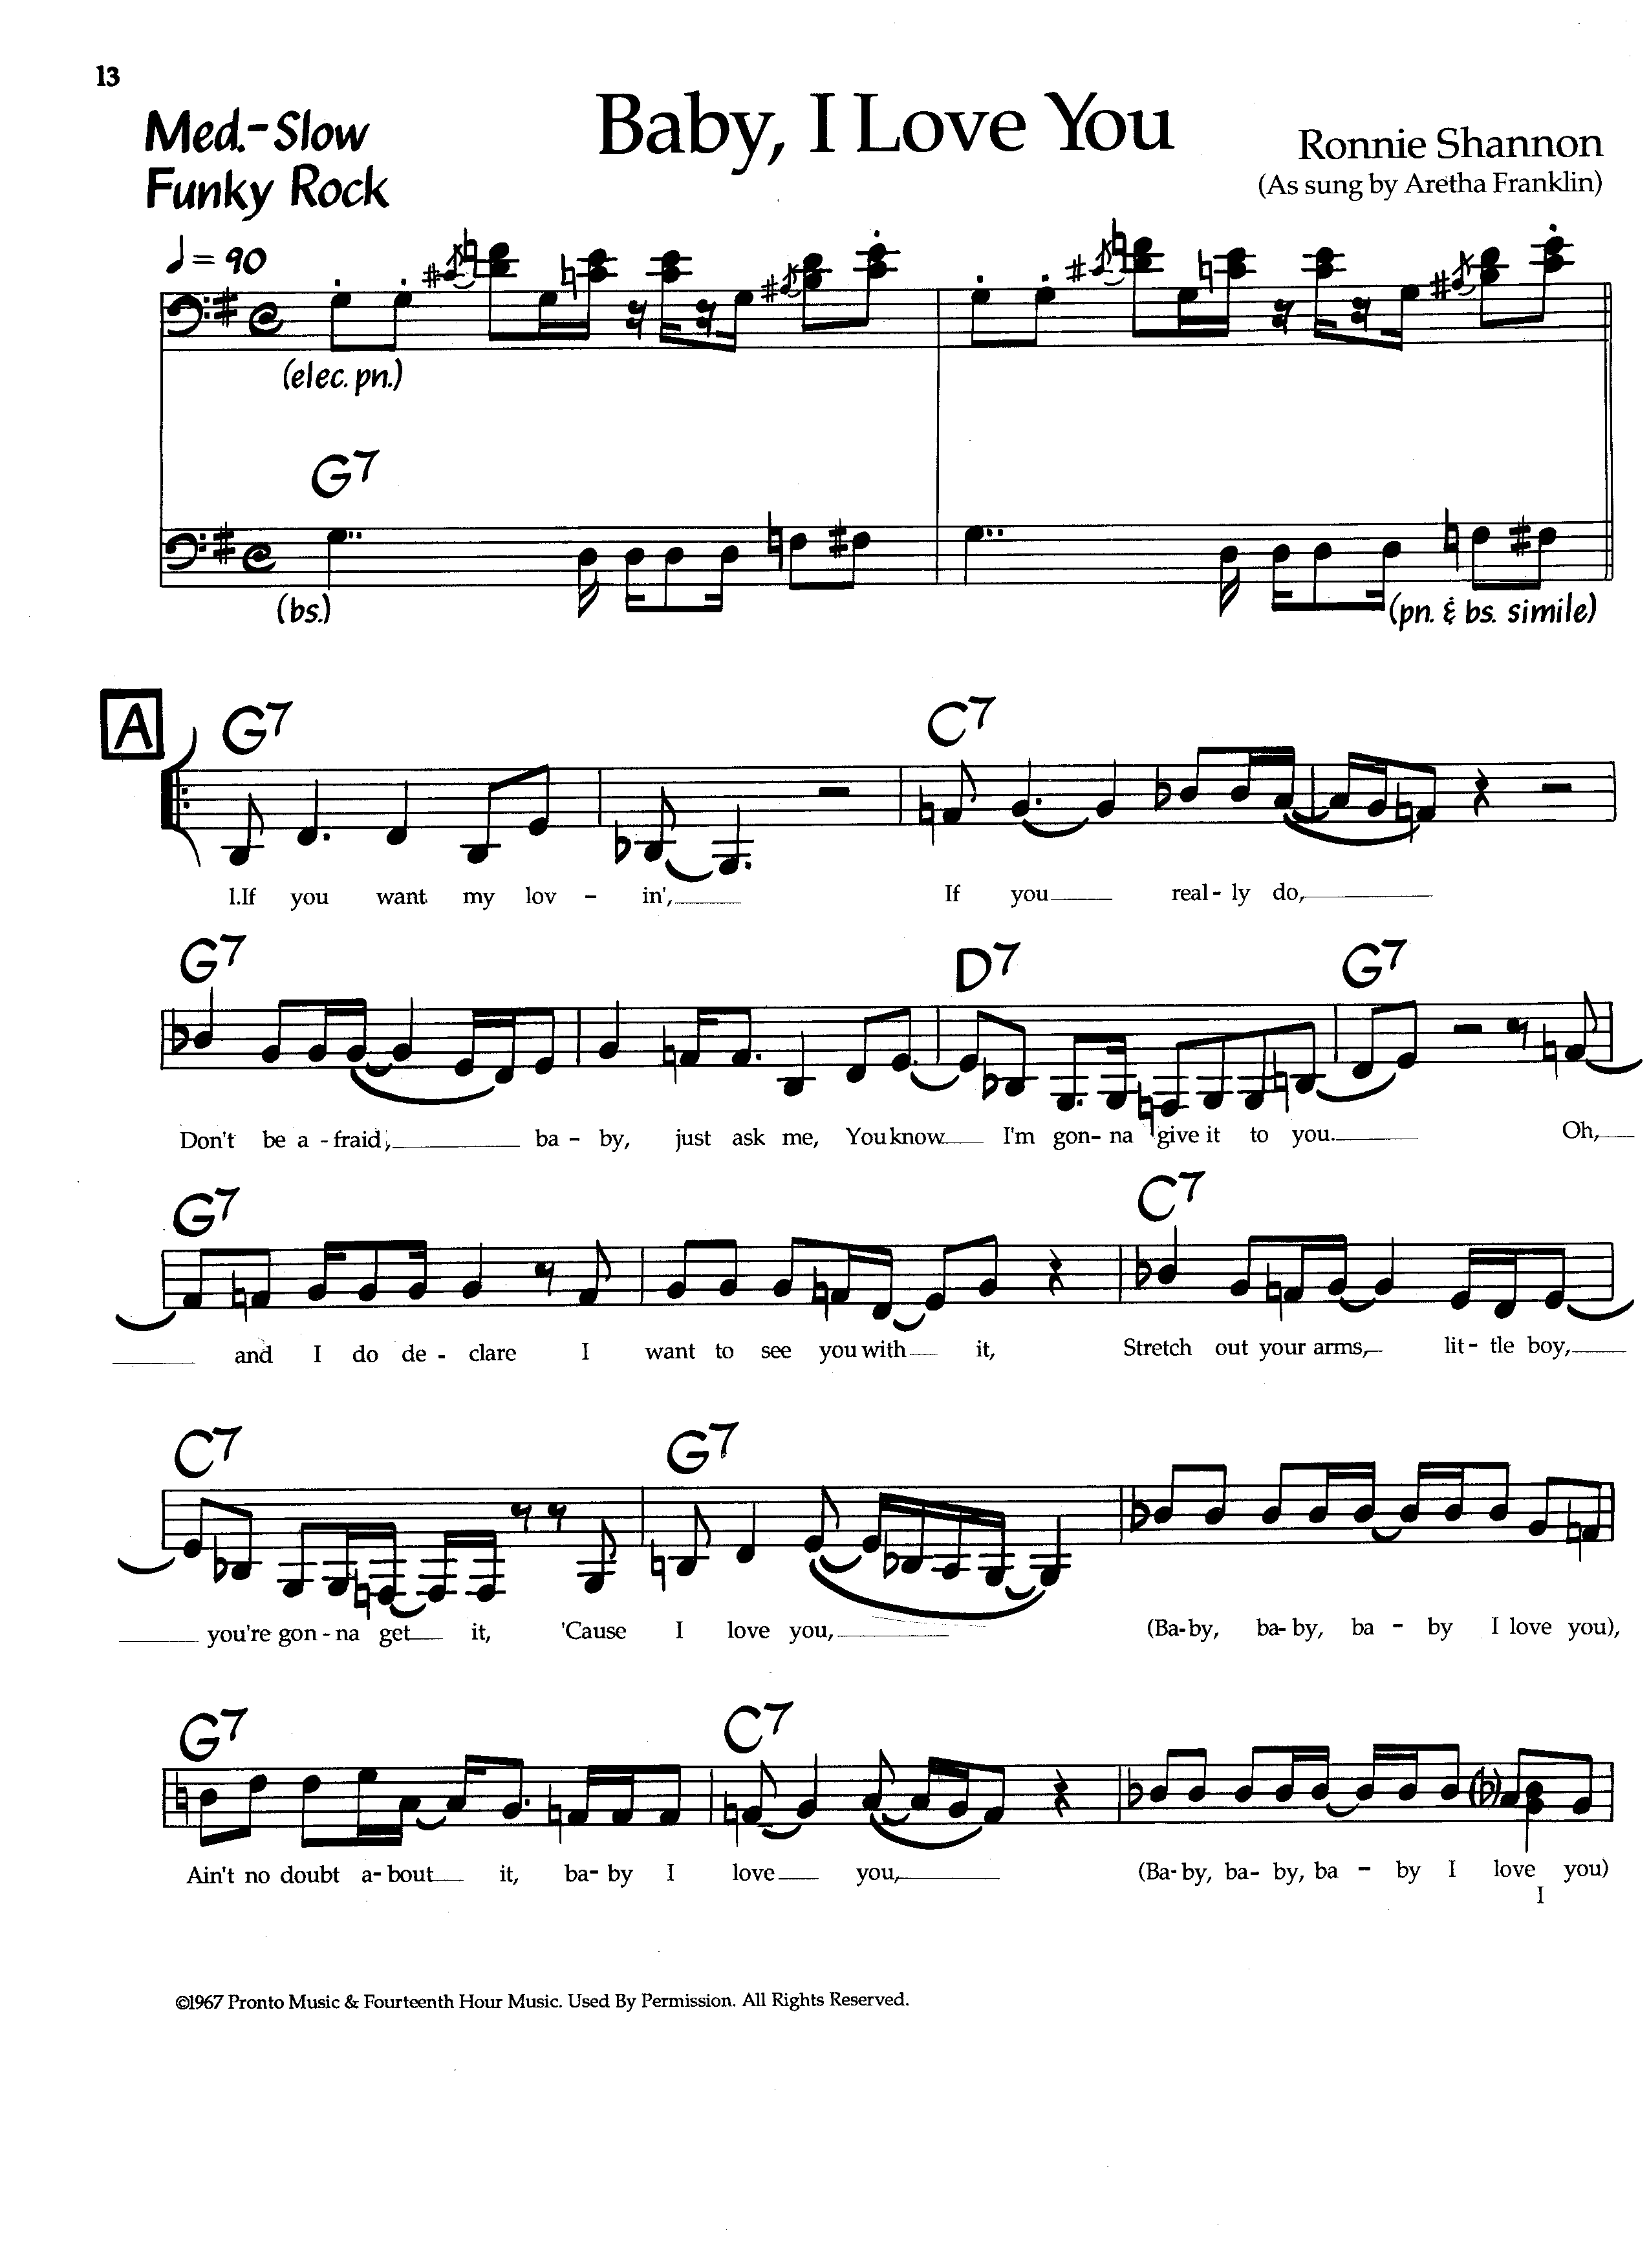 13
Med.-Slow
Funky Rock
Baby, I Love You
Ronnie Shannon
(As sung by Aretha Franklin)
♩= 90
(elec. pn.)
G7
(bs.)
(pn. & bs. simile)
A
G7 C7
1.If you want my lov - in', If you real - ly do,
G7 D7 G7
Don't be a - fraid, ba - by, just ask me, You know I'm gon - na give it to you. Oh,
G7 C7
and I do de - clare I want to see you with it, Stretch out your arms, lit - tle boy,
C7 G7
you're gon - na get it, 'Cause I love you, (Ba - by, ba - by, ba - by I love you),
G7 C7
Ain't no doubt a - bout it, ba - by I love you, (Ba - by, ba - by, ba - by I love you)
I
©1967 Pronto Music & Fourteenth Hour Music. Used By Permission. All Rights Reserved.